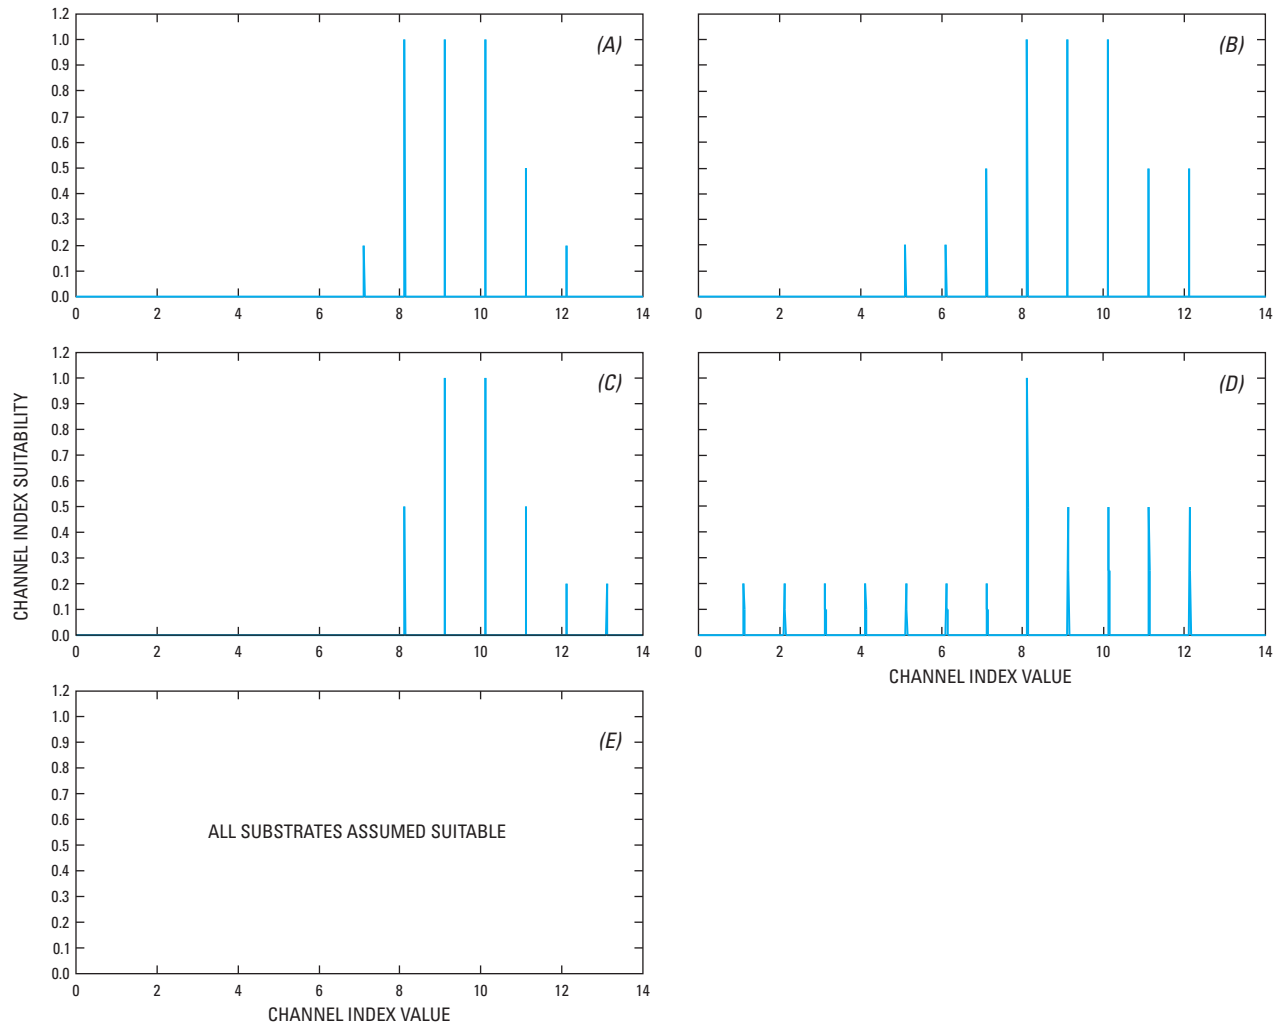 1.2
1.0
0.9
0.8
0.7
0.6
0.5
0.4
0.3
0.2
0.1
0.0
0 2 4 6 8 10 12 14
(A)
0 2 4 6 8 10 12 14
(B)
CHANNEL INDEX SUITABILITY
1.2
1.0
0.9
0.8
0.7
0.6
0.5
0.4
0.3
0.2
0.1
0.0
0 2 4 6 8 10 12 14
(C)
0 2 4 6 8 10 12 14
(D)
CHANNEL INDEX VALUE
1.2
1.0
0.9
0.8
0.7
0.6
0.5
0.4
0.3
0.2
0.1
0.0
0 2 4 6 8 10 12 14
(E)
ALL SUBSTRATES ASSUMED SUITABLE
CHANNEL INDEX VALUE